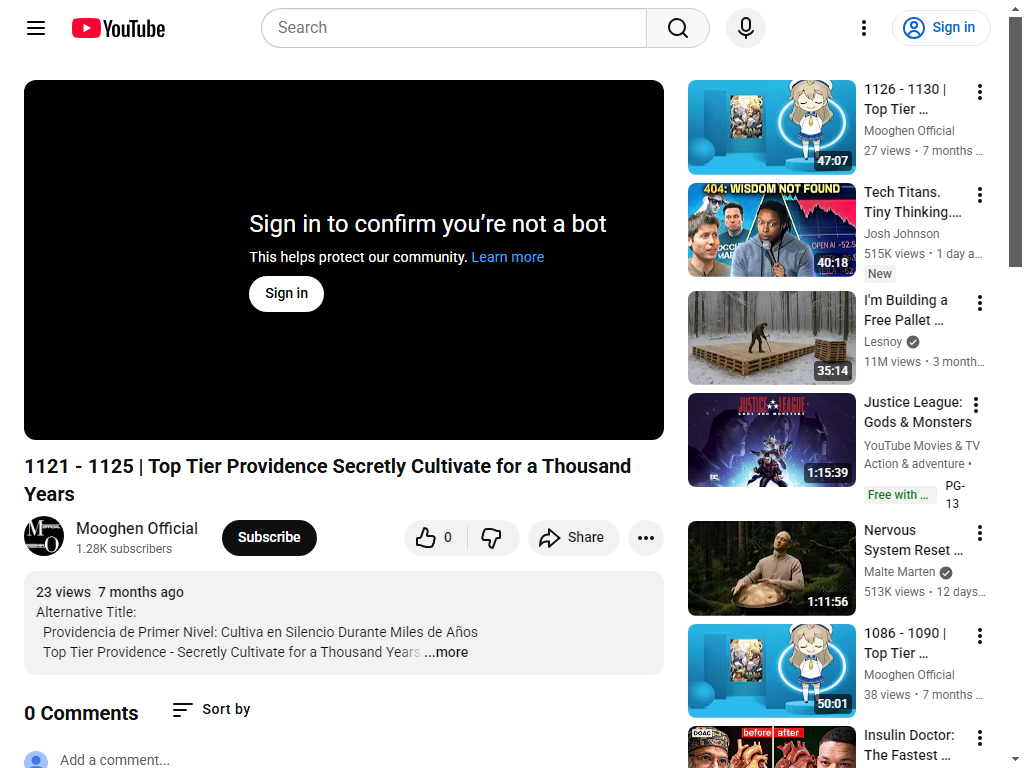 YouTube
Search
Sign in
Sign in to confirm you're not a bot
This helps protect our community. Learn more
Sign in
1121 - 1125 | Top Tier Providence Secretly Cultivate for a Thousand
Years
Mooghen Official
1.28K subscribers
Subscribe
0
Share
23 views 7 months ago
Alternative Title:
Providencia de Primer Nivel: Cultiva en Silencio Durante Miles de Años
Top Tier Providence - Secretly Cultivate for a Thousand Years ...more
0 Comments
Sort by
Add a comment...
47:07
1126 - 1130 |
Top Tier ...
Mooghen Official
27 views • 7 months ...
404: WISDOM NOT FOUND
40:18
Tech Titans.
Tiny Thinking....
Josh Johnson
515K views • 1 day a...
New
35:14
I'm Building a
Free Pallet ...
Lesnoy
11M views • 3 month...
JUSTICE LEAGUE
GODS AND MONSTERS
1:15:39
Justice League:
Gods & Monsters
YouTube Movies & TV
Action & adventure •
Free with ...
PG-
13
1:11:56
Nervous
System Reset ...
Malte Marten
513K views • 12 days...
50:01
1086 - 1090 |
Top Tier ...
Mooghen Official
38 views • 7 months ...
DOAC
before
after
Insulin Doctor:
The Fastest ...